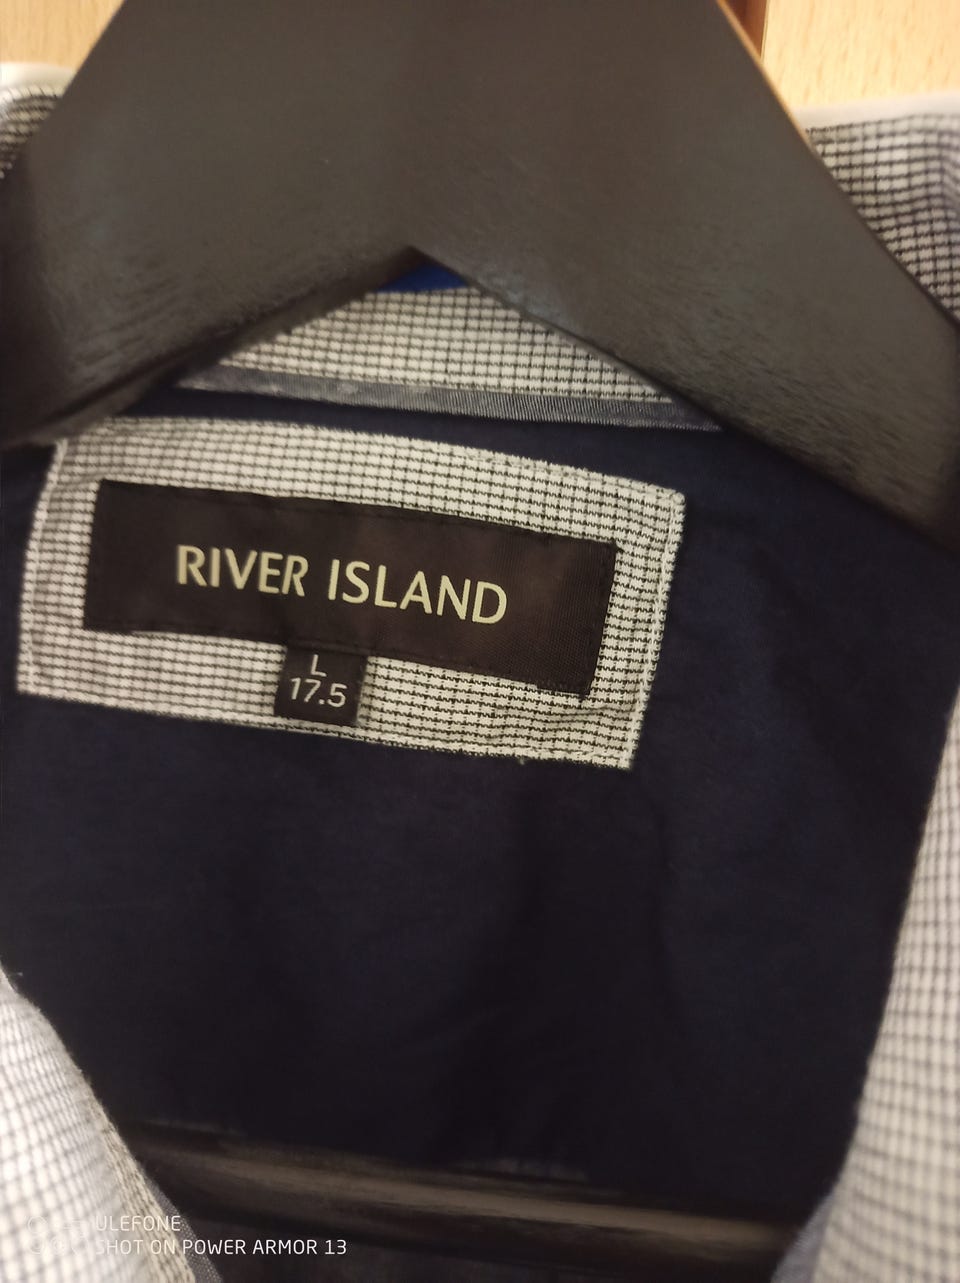 RIVER ISLAND
L
17.5
ULEFONE
SHOT ON POWER ARMOR 13